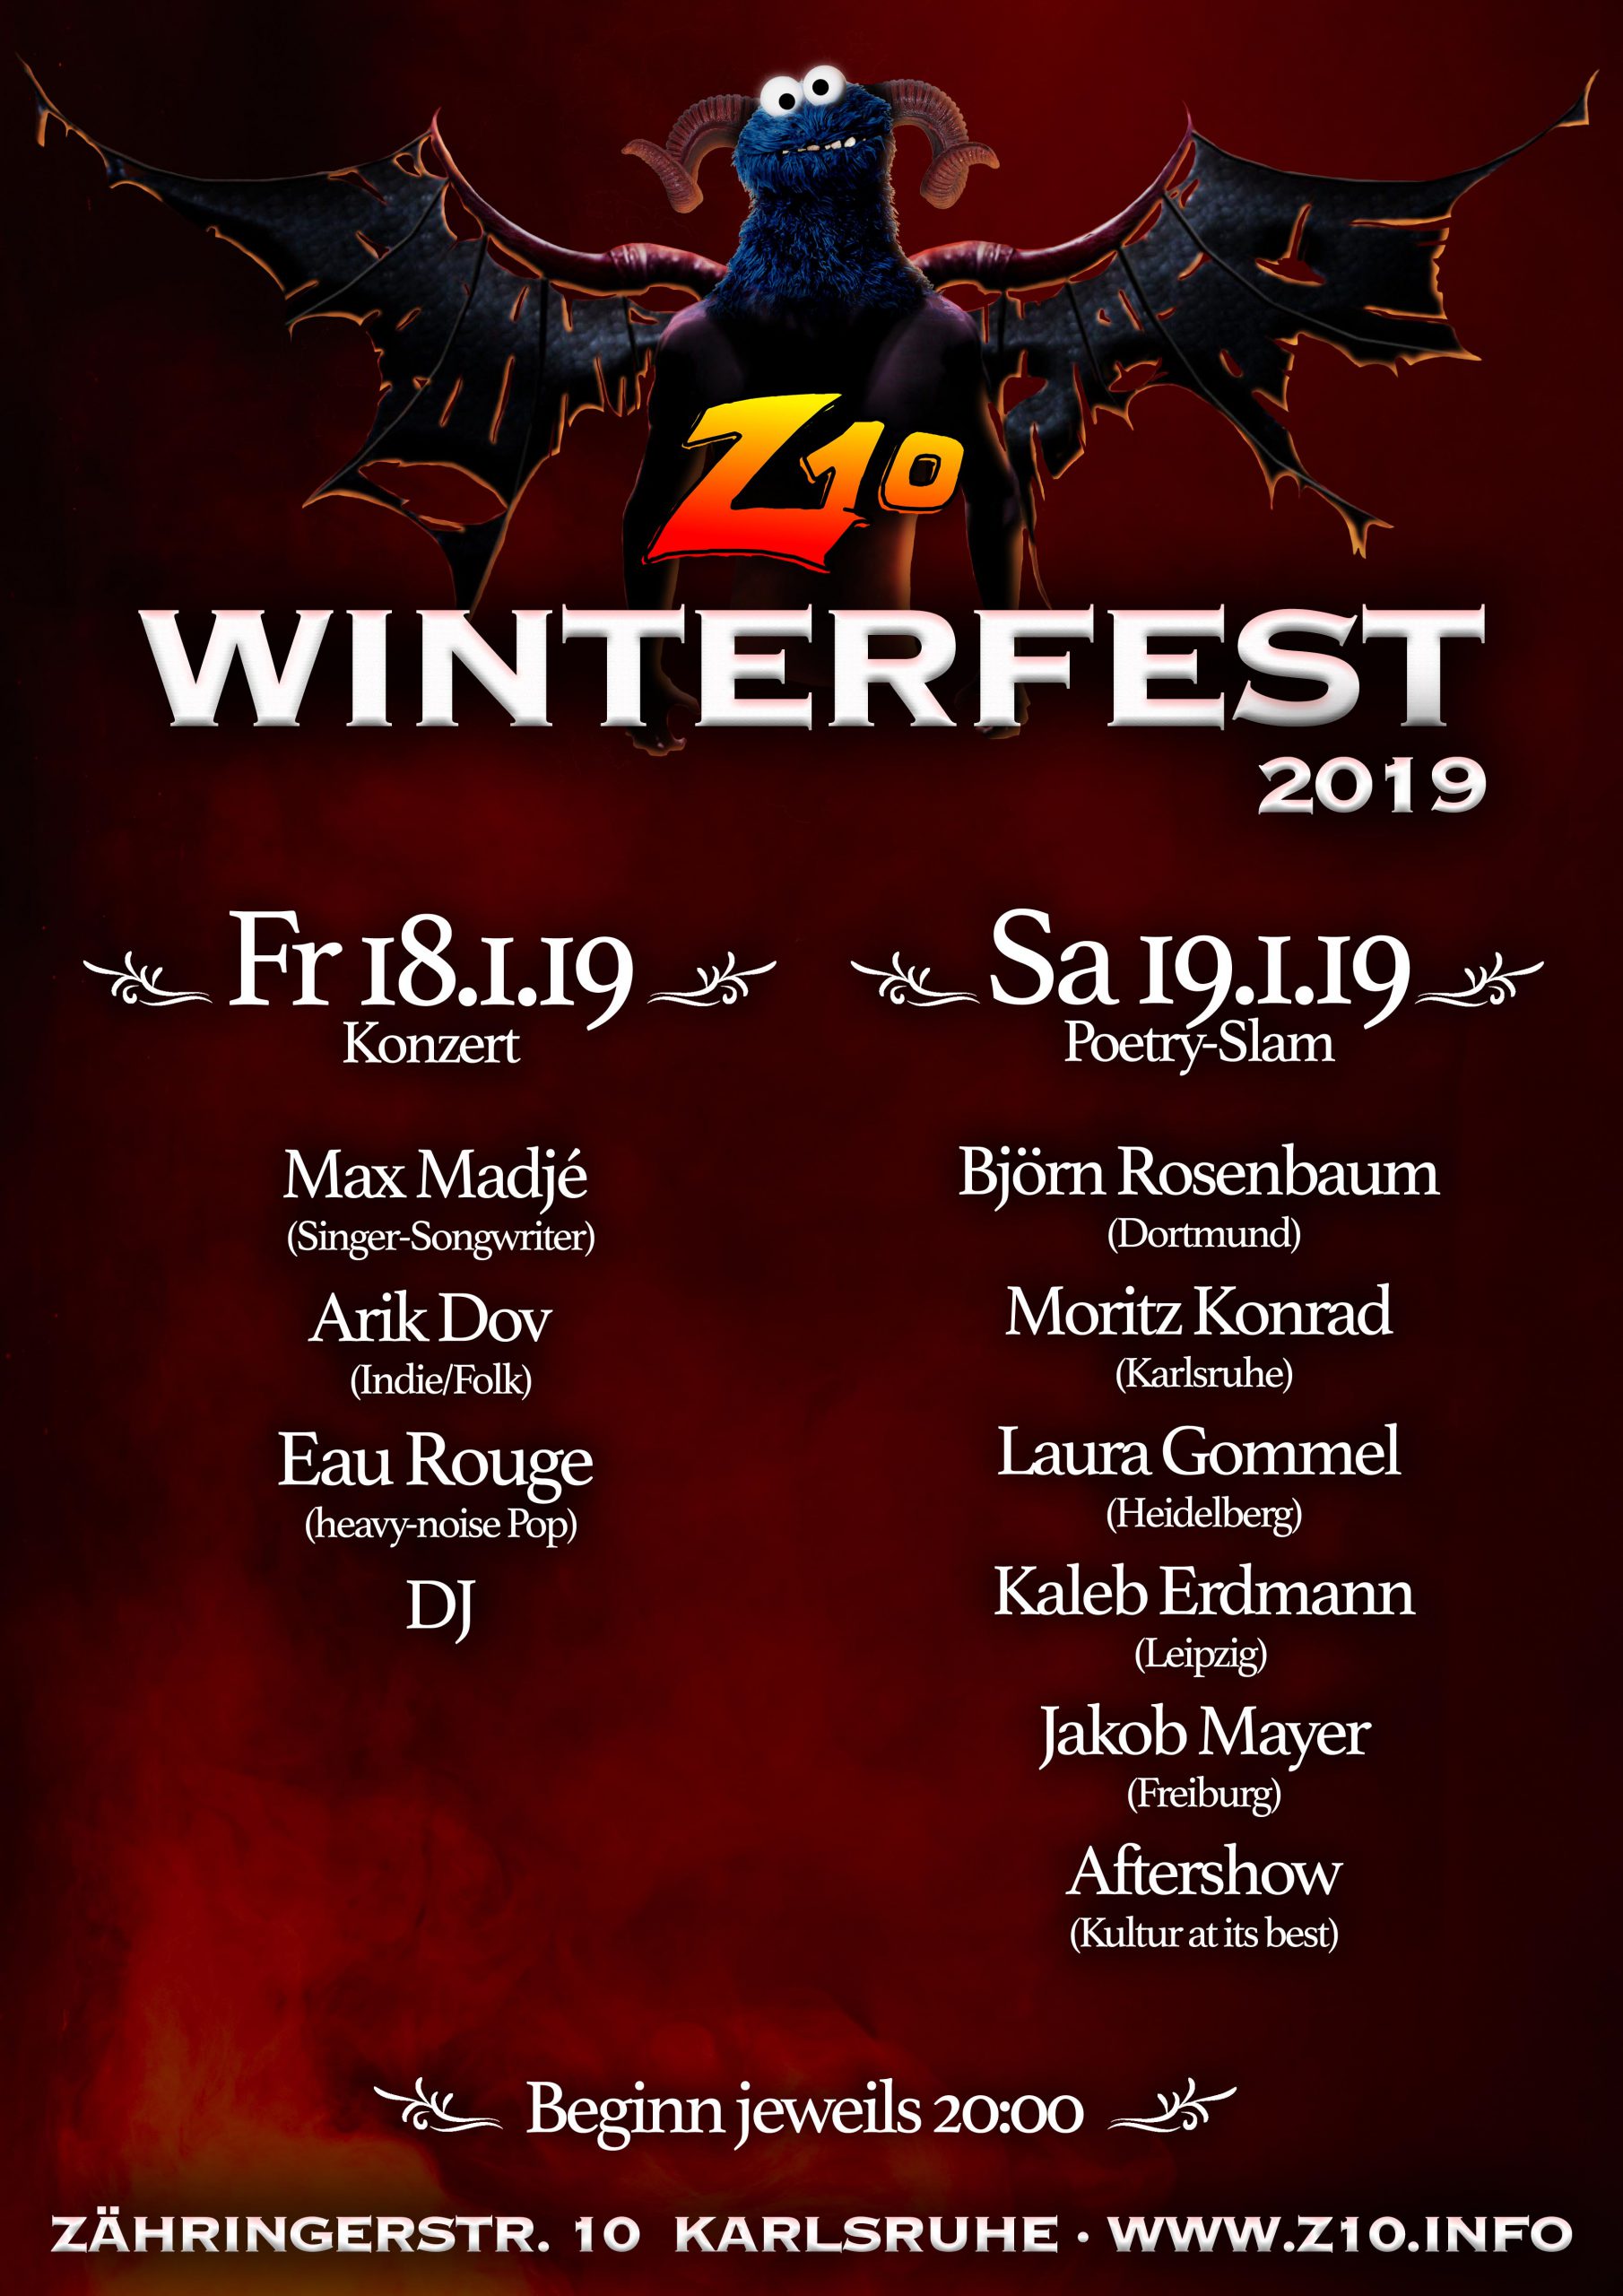 Z10
WINTERFEST
2019
Fr 18.1.19
Konzert
Max Madjé
(Singer-Songwriter)
Arik Dov
(Indie/Folk)
Eau Rouge
(heavy-noise Pop)
DJ
Sa 19.1.19
Poetry-Slam
Björn Rosenbaum
(Dortmund)
Moritz Konrad
(Karlsruhe)
Laura Gommel
(Heidelberg)
Kaleb Erdmann
(Leipzig)
Jakob Mayer
(Freiburg)
Aftershow
(Kultur at its best)
Beginn jeweils 20:00
ZÄHRINGERSTR. 10 KARLSRUHE · WWW.Z10.INFO